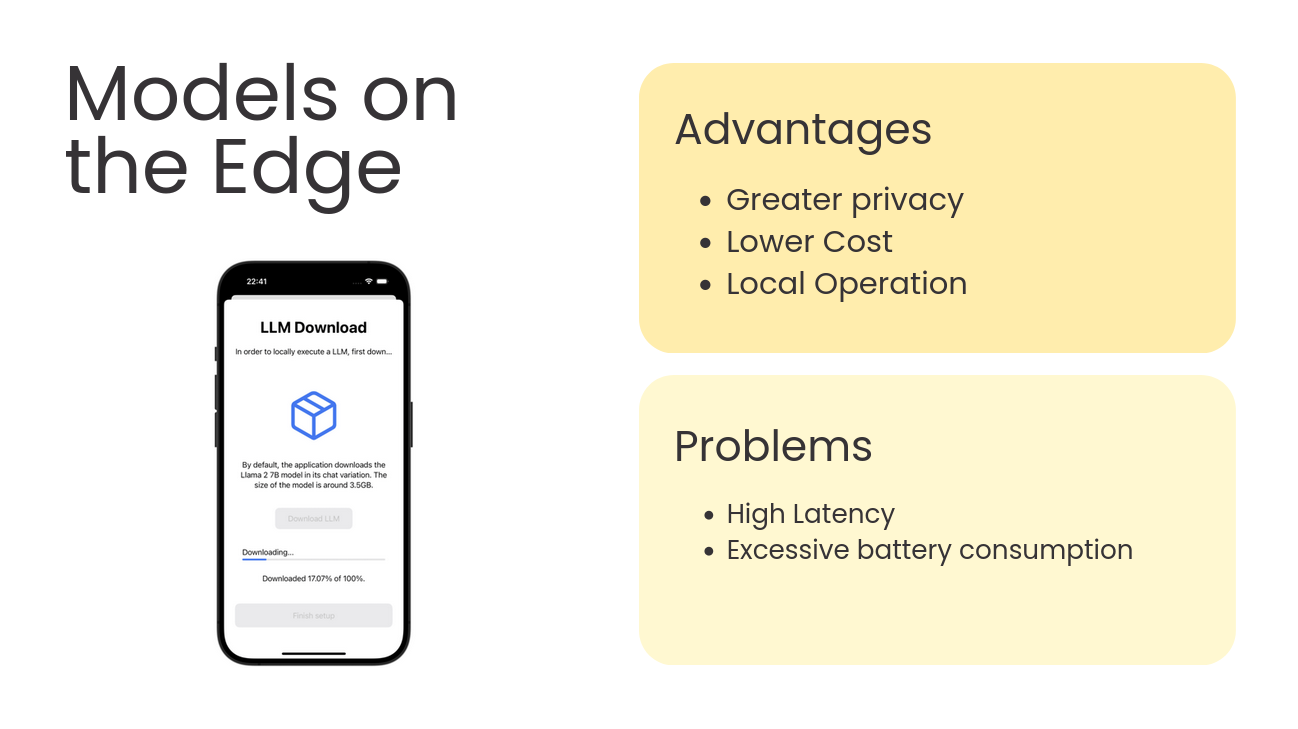 Models on
the Edge
22:41
LLM Download
In order to locally execute a LLM, first down...
By default, the application downloads the
Llama 2 7B model in its chat variation. The
size of the model is around 3.5GB.
Download LLM
Downloading...
Downloaded 17.07% of 100%.
Finish setup
Advantages
• Greater privacy
• Lower Cost
• Local Operation
Problems
• High Latency
• Excessive battery consumption